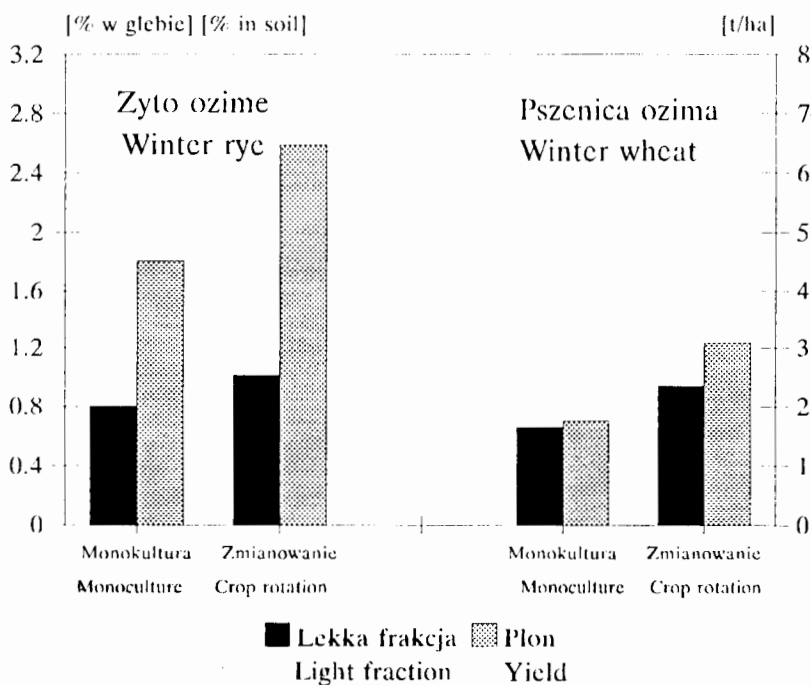 [% w glebie] [% in soil] [t/ha]
3.2 8
2.8 7
2.4 6
2 5
1.6 4
1.2 3
0.8 2
0.4 1
0 0
Zyto ozime
Winter rye
Pszenica ozima
Winter wheat
Monokultura Zmianowanie Monokultura Zmianowanie
Monoculture Crop rotation Monoculture Crop rotation
Lekka frakcja Plon
Light fraction Yield